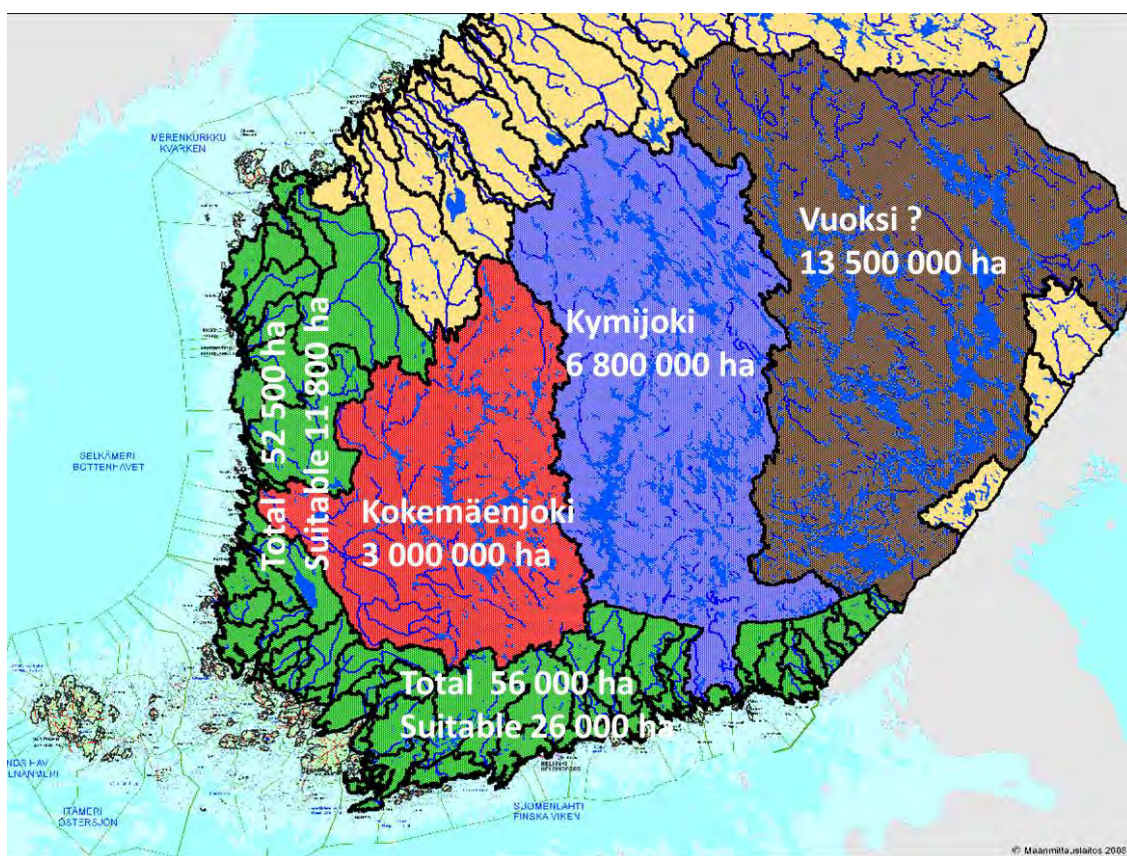 MERENKURKKU
KVARKEN
Vuoksi ?
13 500 000 ha
Kymijoki
6 800 000 ha
Total 52 500 ha
Suitable 11 800 ha
SELKÄMERI
BOTTENHAVET
Kokemäenjoki
3 000 000 ha
Total 56 000 ha
Suitable 26 000 ha
ITÄMERI
ÖSTERSJÖN
SUOMENLAHTI
FINSKA VIKEN
© Maanmittauslaitos 2008